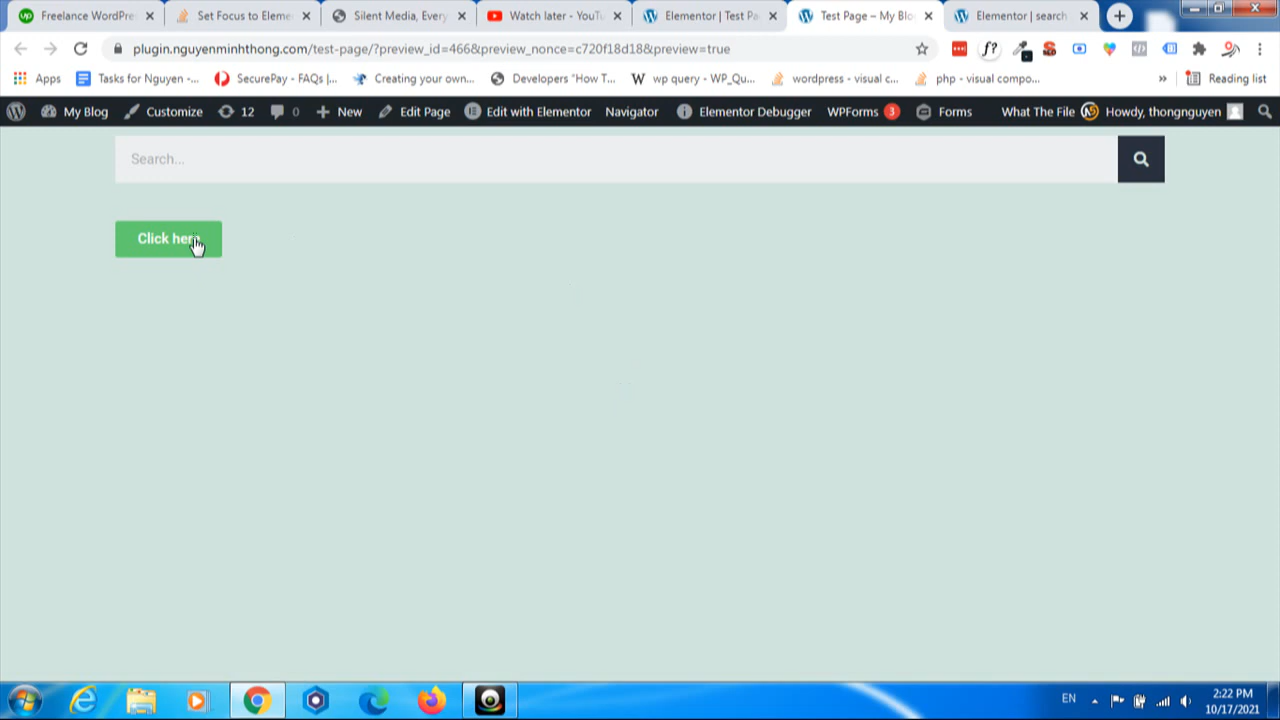 Freelance WordPre
Set Focus to Eleme
Silent Media, Every
Watch later - YouTu
Elementor | Test Pa
Test Page – My Blo
Elementor | search
plugin.nguyenminhthong.com/test-page/?preview_id=466&preview_nonce=c720f18d18&preview=true
Apps
Tasks for Nguyen -...
SecurePay - FAQs |...
Creating your own...
Developers "How T...
wp query - WP_Qu...
wordpress - visual c...
php - visual compo...
»
Reading list
My Blog
Customize
12
0
New
Edit Page
Edit with Elementor
Navigator
Elementor Debugger
WPForms 3
Forms
What The File
Howdy, thongnguyen
Search...
Click here
EN
2:22 PM
10/17/2021